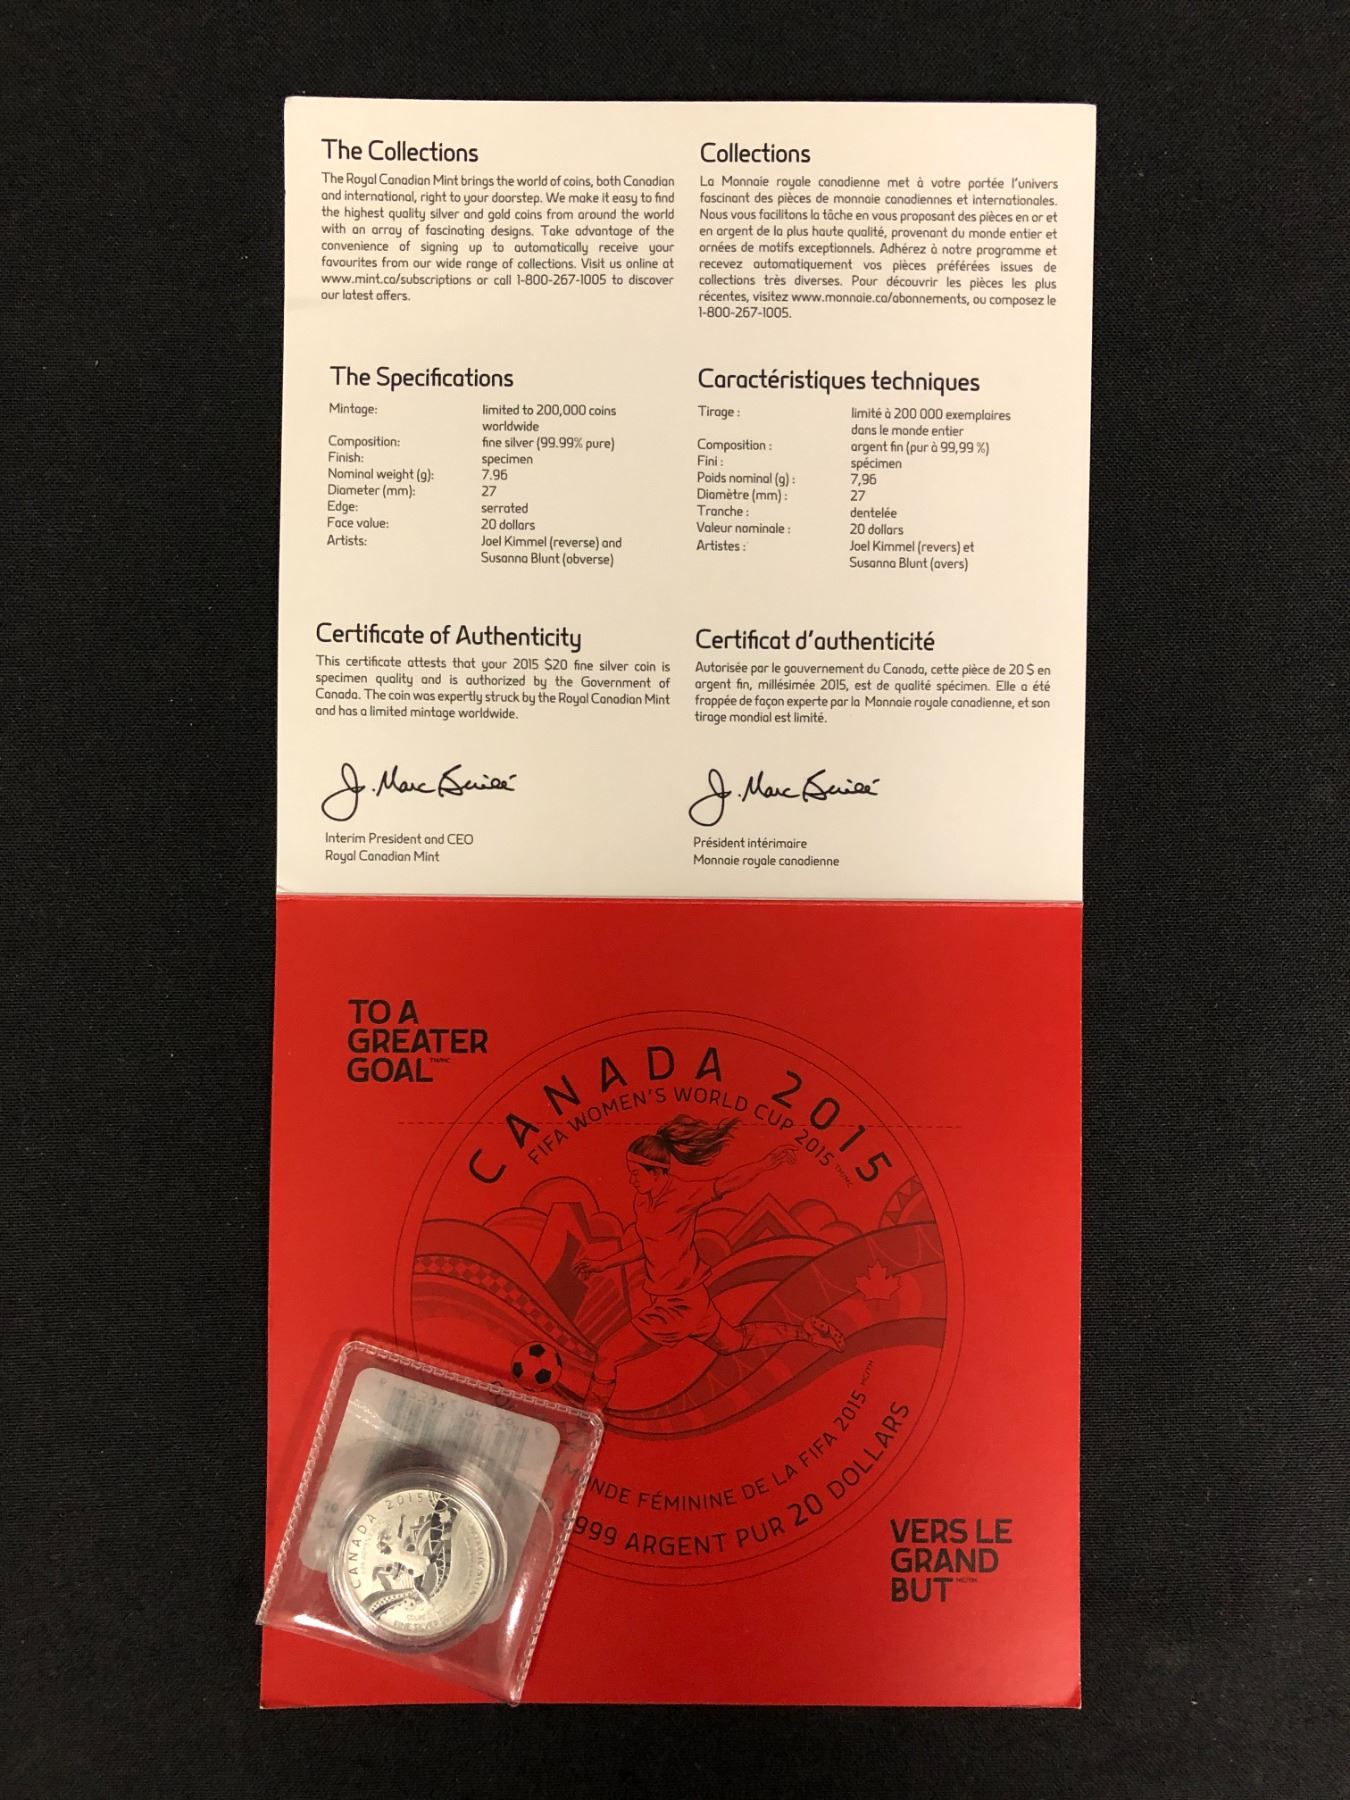 The Collections
The Royal Canadian Mint brings the world of coins, both Canadian
and international, right to your doorstep. We make it easy to find
the highest quality silver and gold coins from around the world
with an array of fascinating designs. Take advantage of the
convenience of signing up to automatically receive your
favourites from our wide range of collections. Visit us online at
www.mint.ca/subscriptions or call 1-800-267-1005 to discover
our latest offers.
Collections
La Monnaie royale canadienne met à votre portée l'univers
fascinant des pièces de monnaie canadiennes et internationales.
Nous vous facilitons la tâche en vous proposant des pièces en or et
en argent de la plus haute qualité, provenant du monde entier et
ornées de motifs exceptionnels. Adhérez à notre programme et
recevez automatiquement vos pièces préférées issues de
collections très diverses. Pour découvrir les pièces les plus
récentes, visitez www.monnaie.ca/abonnements, ou composez le
1-800-267-1005.
The Specifications
Mintage: limited to 200,000 coins
worldwide
Composition: fine silver (99.99% pure)
Finish: specimen
Nominal weight (g): 7.96
Diameter (mm): 27
Edge: serrated
Face value: 20 dollars
Artists: Joel Kimmel (reverse) and
Susanna Blunt (obverse)
Caractéristiques techniques
Tirage : limité à 200 000 exemplaires
dans le monde entier
Composition : argent fin (pur à 99,99 %)
Fini : spécimen
Poids nominal (g) : 7,96
Diamètre (mm) : 27
Tranche : dentelée
Valeur nominale : 20 dollars
Artistes : Joel Kimmel (revers) et
Susanna Blunt (avers)
Certificate of Authenticity
This certificate attests that your 2015 $20 fine silver coin is
specimen quality and is authorized by the Government of
Canada. The coin was expertly struck by the Royal Canadian Mint
and has a limited mintage worldwide.
J. Marc Brûlé
Interim President and CEO
Royal Canadian Mint
Certificat d'authenticité
Autorisée par le gouvernement du Canada, cette pièce de 20 $ en
argent fin, millésimée 2015, est de qualité spécimen. Elle a été
frappée de façon experte par la Monnaie royale canadienne, et son
tirage mondial est limité.
J. Marc Brûlé
Président intérimaire
Monnaie royale canadienne
TO A
GREATER
GOAL TM/MC
CANADA 2015
FIFA WOMEN'S WORLD CUP 2015 TM/MC
MONDE FÉMININE DE LA FIFA 2015 MC/TM
9999 ARGENT PUR 20 DOLLARS
VERS LE
GRAND
BUT MC/TM
CANADA 2015
FINE SILVER